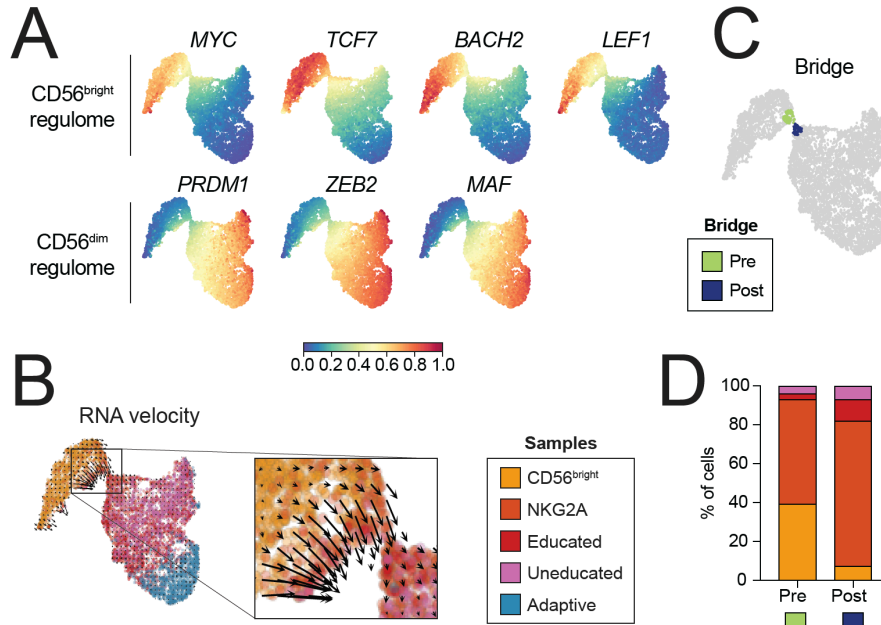 A
MYC TCF7 BACH2 LEF1
CD56bright
regulome
PRDM1 ZEB2 MAF
CD56dim
regulome
0.0 0.2 0.4 0.6 0.8 1.0
C
Bridge
Bridge
Pre
Post
B
RNA velocity
Samples
CD56bright
NKG2A
Educated
Uneducated
Adaptive
D
% of cells
100
80
60
40
20
0
Pre Post